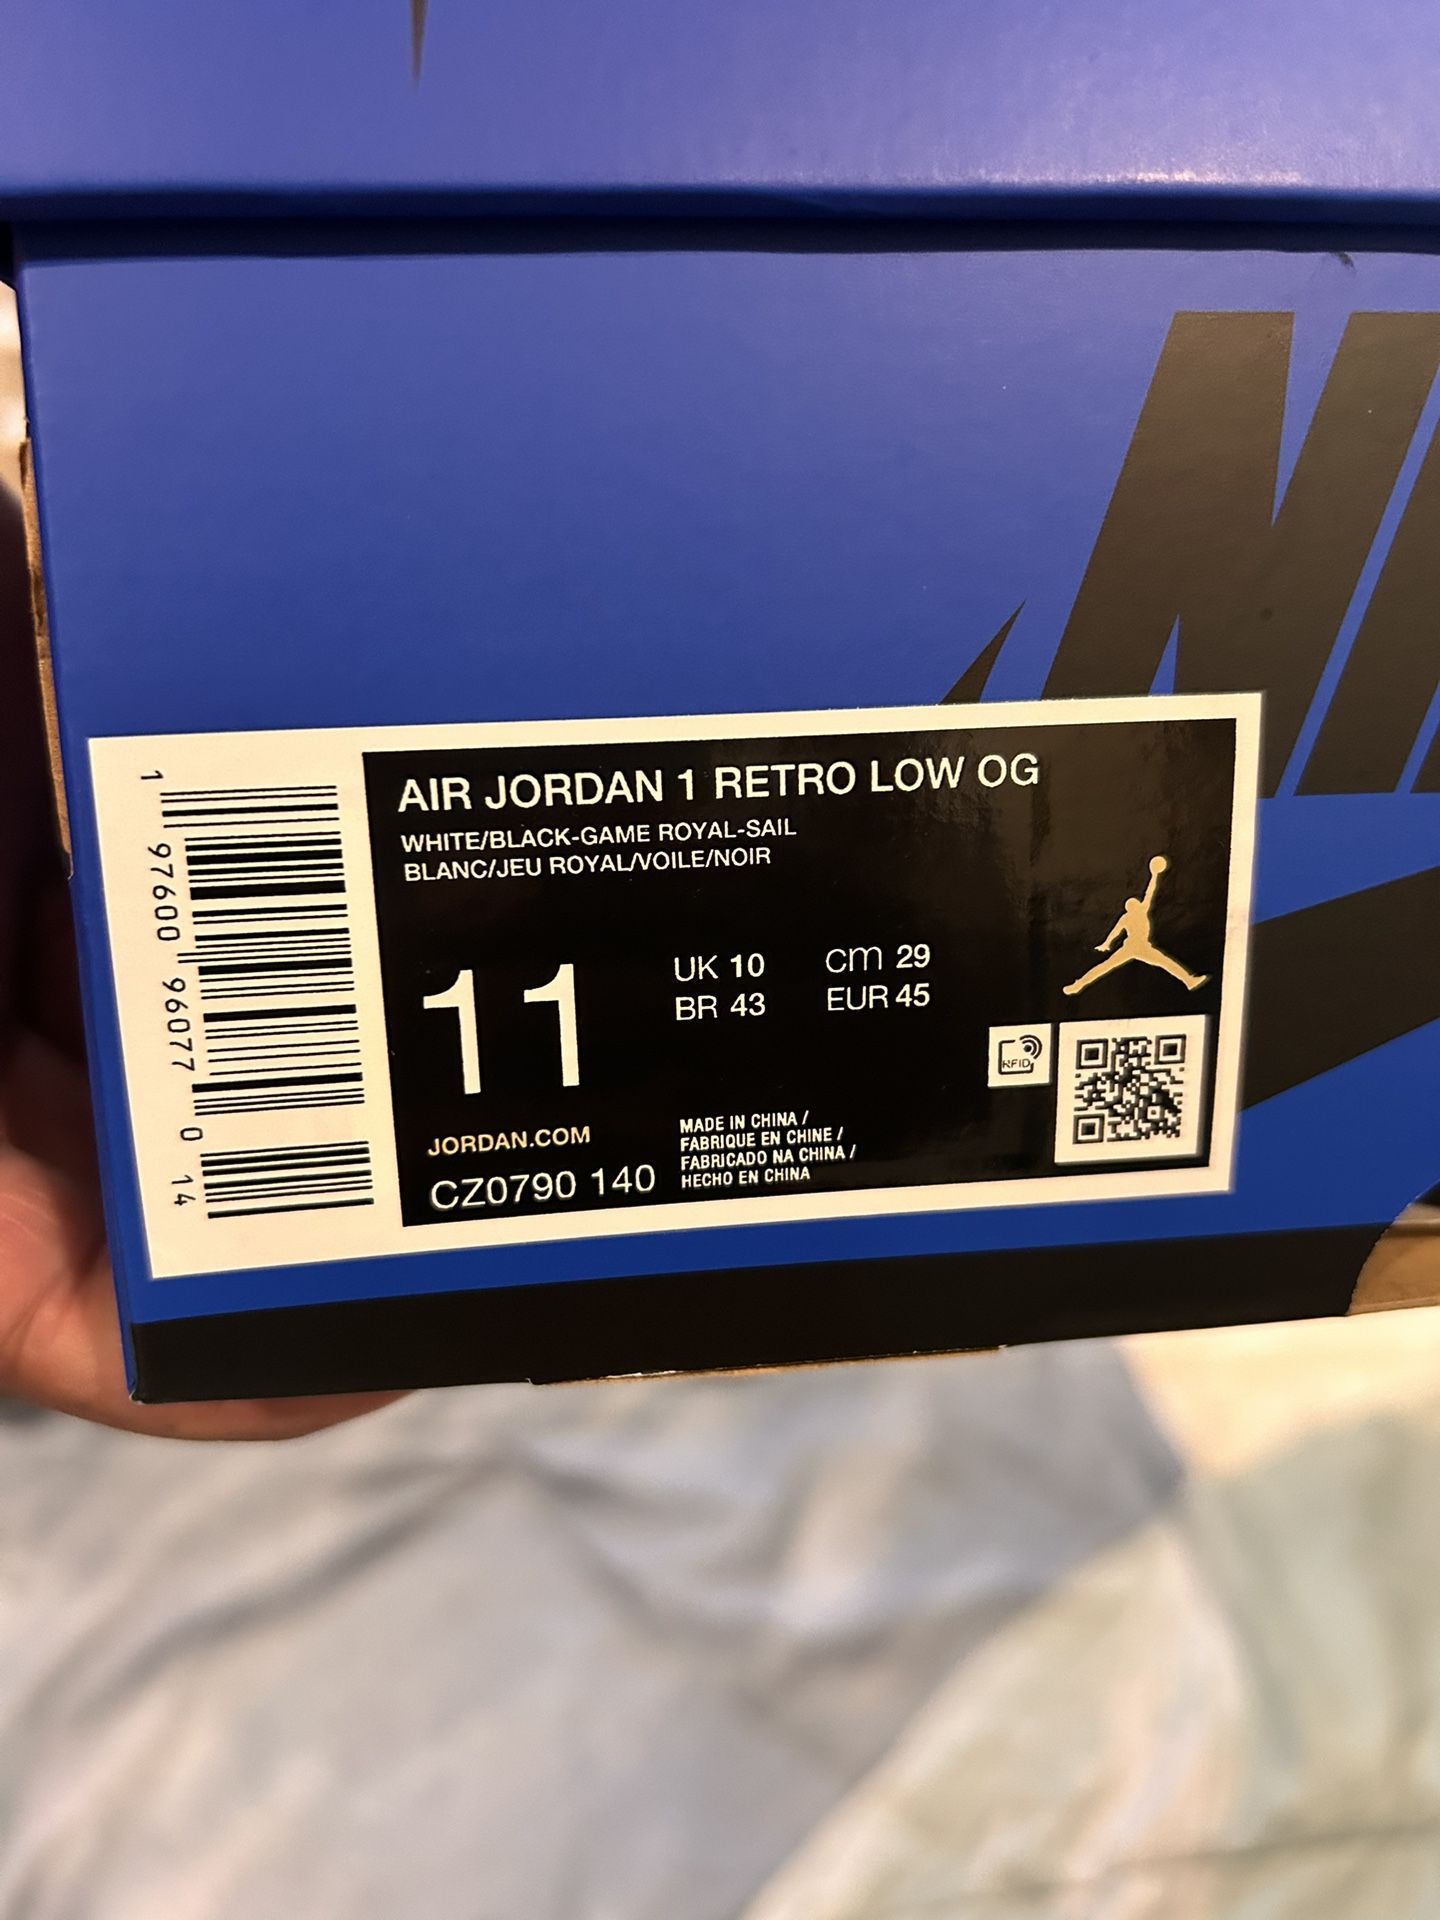 NI
AIR JORDAN 1 RETRO LOW OG
WHITE/BLACK-GAME ROYAL-SAIL
BLANC/JEU ROYAL/VOILE/NOIR
11
UK 10
cm 29
BR 43
EUR 45
RFID
JORDAN.COM
CZ0790 140
MADE IN CHINA /
FABRIQUE EN CHINE /
FABRICADO NA CHINA /
HECHO EN CHINA
1 97600 96077 0 14